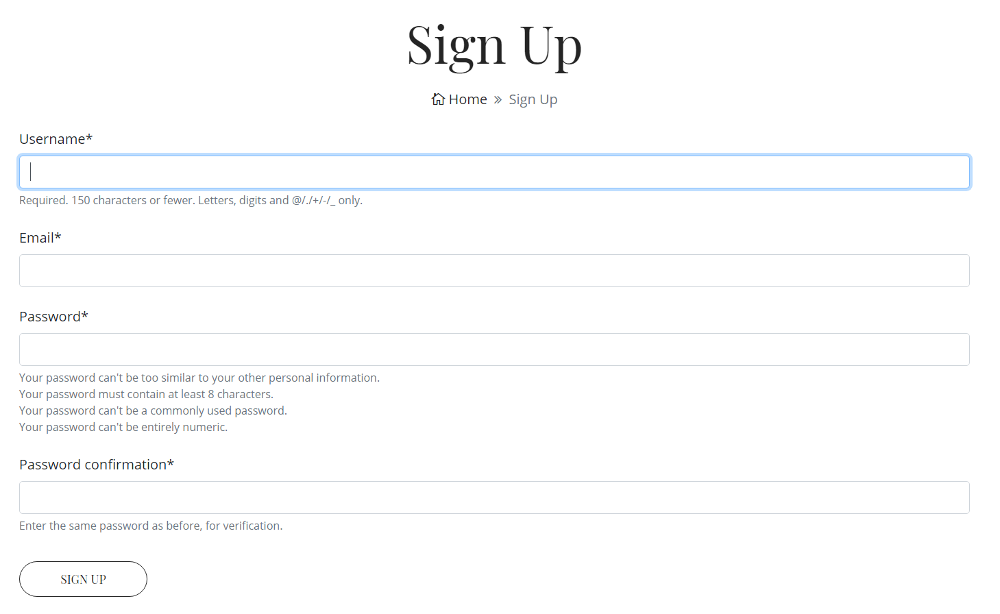 Sign Up
Home » Sign Up
Username*
Required. 150 characters or fewer. Letters, digits and @/./+/-/_ only.
Email*
Password*
Your password can't be too similar to your other personal information.
Your password must contain at least 8 characters.
Your password can't be a commonly used password.
Your password can't be entirely numeric.
Password confirmation*
Enter the same password as before, for verification.
SIGN UP